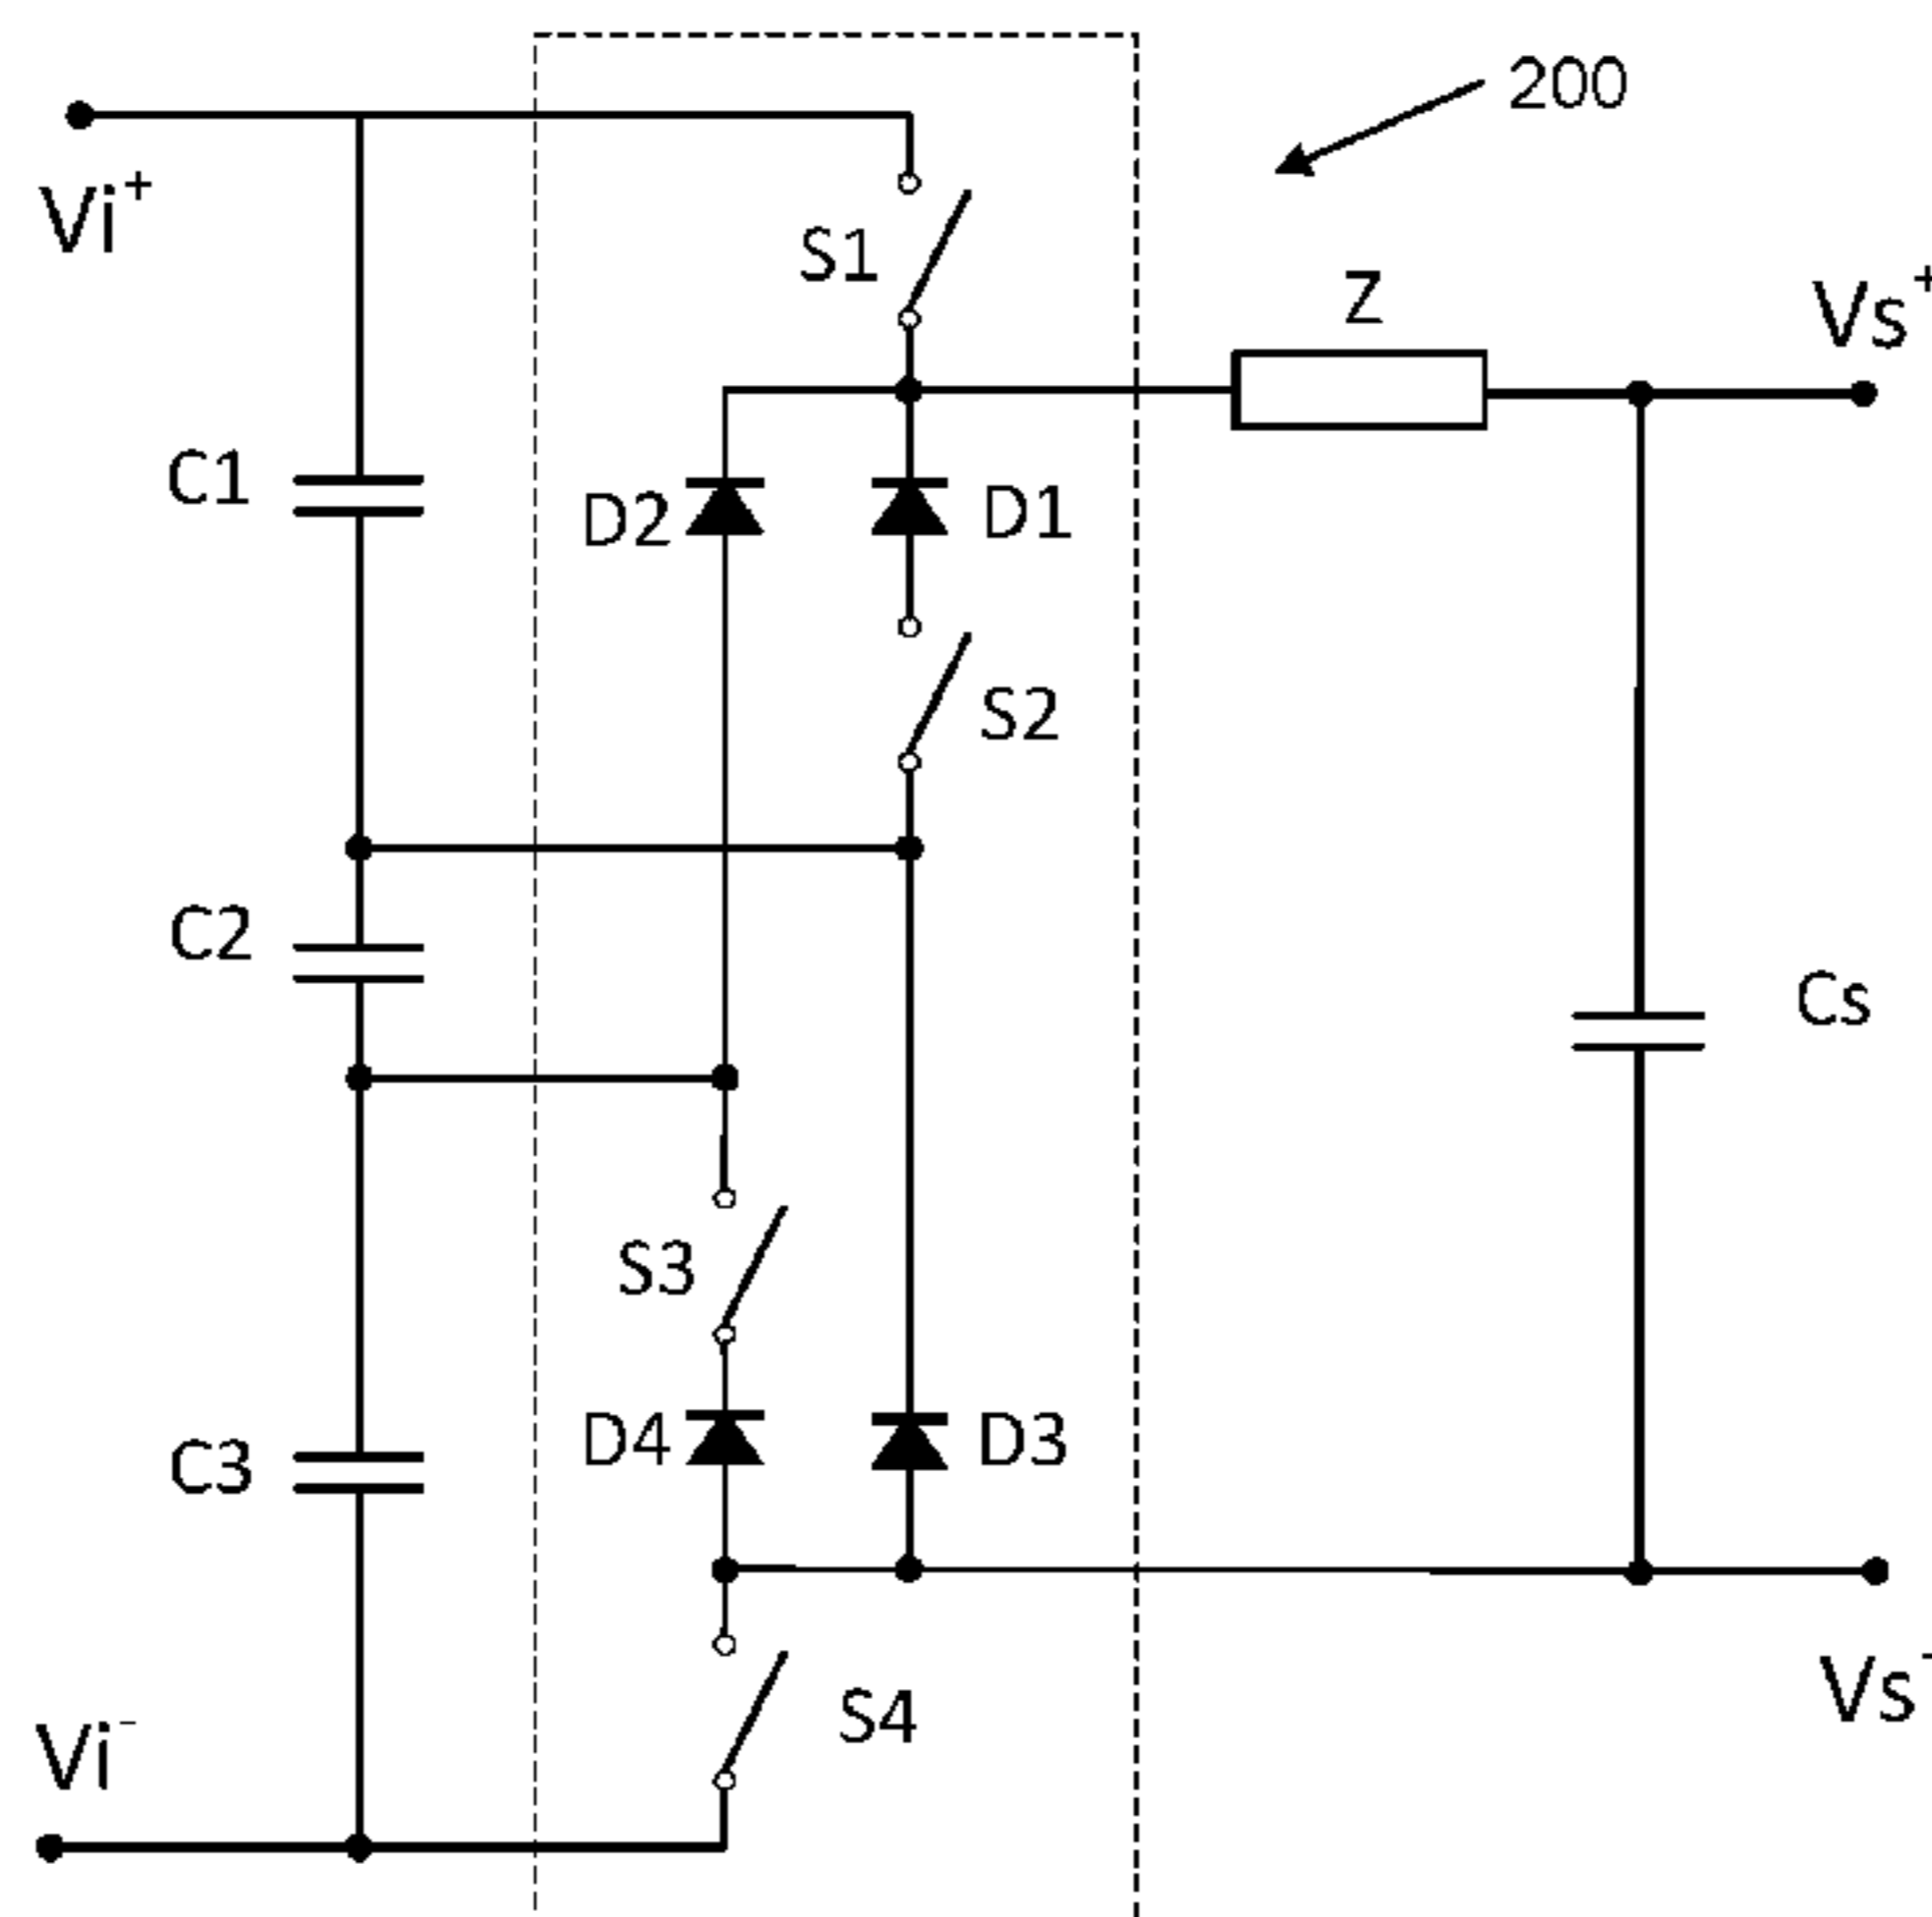 200
Vi+
S1
Z
Vs+
C1
D2
D1
S2
C2
Cs
S3
D4
D3
C3
Vs-
S4
Vi-